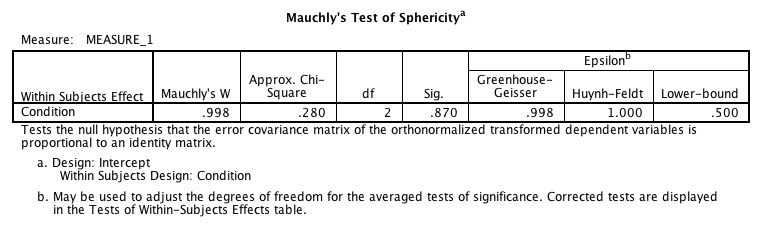 Mauchly's Test of Sphericityᵃ
Measure: MEASURE_1
Within Subjects Effect Mauchly's W Approx. Chi-Square df Sig. Epsilonᵇ
Greenhouse-Geisser Huynh-Feldt Lower-bound
Condition .998 .280 2 .870 .998 1.000 .500
Tests the null hypothesis that the error covariance matrix of the orthonormalized transformed dependent variables is
proportional to an identity matrix.
a. Design: Intercept
Within Subjects Design: Condition
b. May be used to adjust the degrees of freedom for the averaged tests of significance. Corrected tests are displayed
in the Tests of Within-Subjects Effects table.